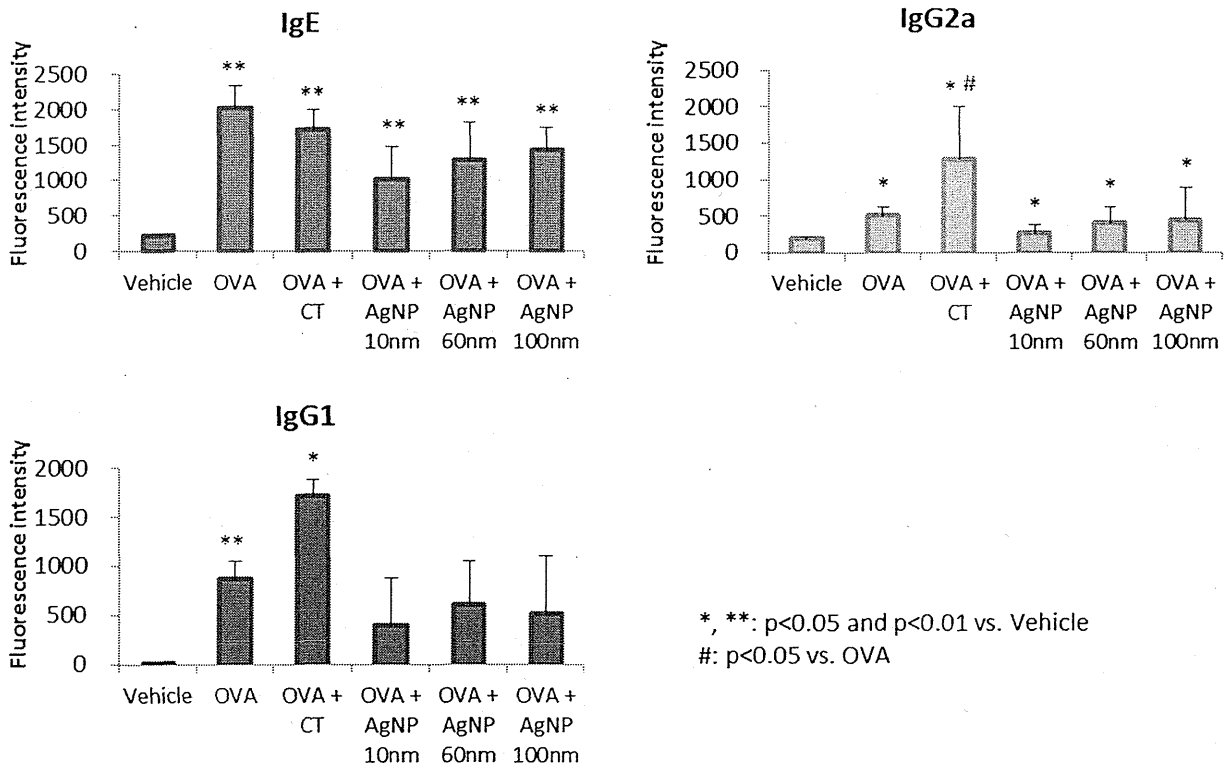 IgE
Fluorescence intensity
2500
2000
1500
1000
500
0
**
**
**
**
**
Vehicle OVA OVA + OVA + OVA + OVA +
CT AgNP AgNP AgNP
10nm 60nm 100nm
IgG2a
Fluorescence intensity
2500
2000
1500
1000
500
0
*
* #
*
*
*
Vehicle OVA OVA + OVA + OVA + OVA +
CT AgNP AgNP AgNP
10nm 60nm 100nm
IgG1
Fluorescence intensity
2000
1500
1000
500
0
**
*
Vehicle OVA OVA + OVA + OVA + OVA +
CT AgNP AgNP AgNP
10nm 60nm 100nm
*, **: p<0.05 and p<0.01 vs. Vehicle
#: p<0.05 vs. OVA